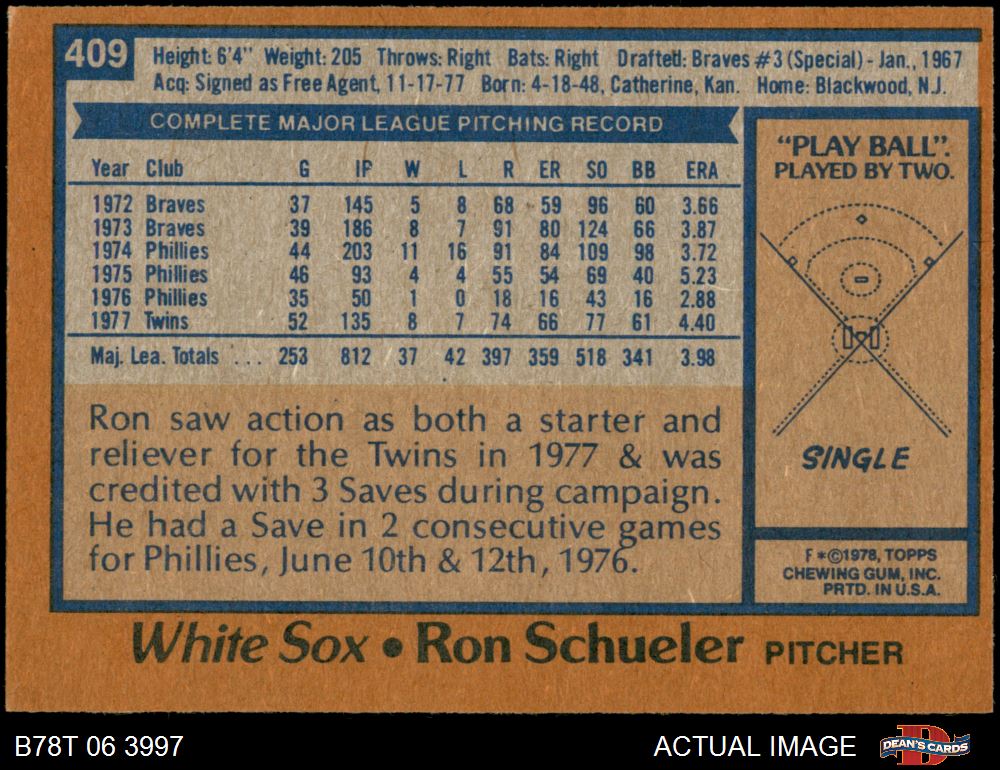 409
Height: 6'4" Weight: 205 Throws: Right Bats: Right Drafted: Braves #3 (Special) - Jan., 1967
Acq: Signed as Free Agent, 11-17-77 Born: 4-18-48, Catherine, Kan. Home: Blackwood, N.J.
COMPLETE MAJOR LEAGUE PITCHING RECORD
Year Club G IP W L R ER SO BB ERA
1972 Braves 37 145 5 8 68 59 96 60 3.66
1973 Braves 39 186 8 7 91 80 124 66 3.87
1974 Phillies 44 203 11 16 91 84 109 98 3.72
1975 Phillies 46 93 4 4 55 54 69 40 5.23
1976 Phillies 35 50 1 0 18 16 43 16 2.88
1977 Twins 52 135 8 7 74 66 77 61 4.40
Maj. Lea. Totals ... 253 812 37 42 397 359 518 341 3.98
Ron saw action as both a starter and
reliever for the Twins in 1977 & was
credited with 3 Saves during campaign.
He had a Save in 2 consecutive games
for Phillies, June 10th & 12th, 1976.
"PLAY BALL".
PLAYED BY TWO.
SINGLE
F * © 1978, TOPPS
CHEWING GUM, INC.
PRTD. IN U.S.A.
White Sox • Ron Schueler PITCHER
B78T 06 3997
ACTUAL IMAGE
D
DEAN'S CARDS